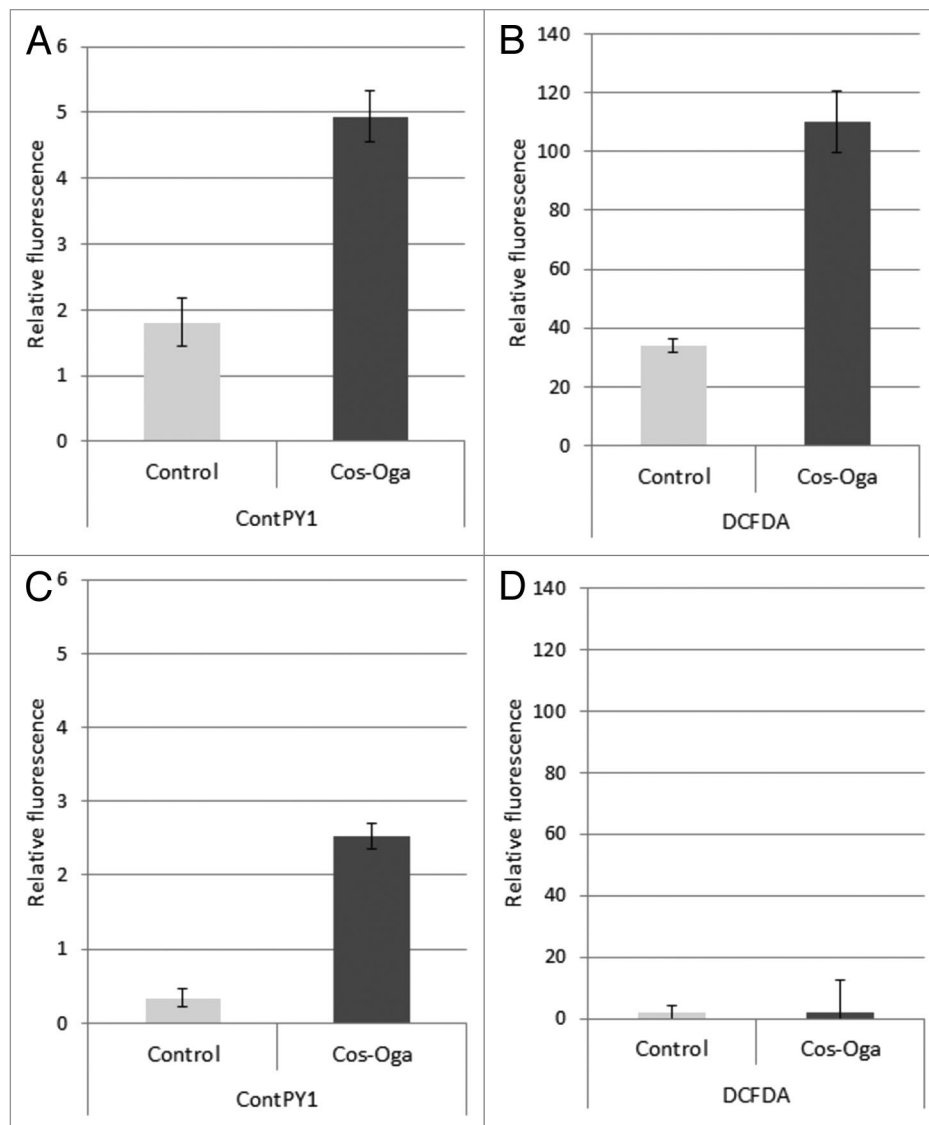 A
6
5
4
3
2
1
0
Relative fluorescence
Control Cos-Oga
ContPY1
B
140
120
100
80
60
40
20
0
Relative fluorescence
Control Cos-Oga
DCFDA
C
6
5
4
3
2
1
0
Relative fluorescence
Control Cos-Oga
ContPY1
D
140
120
100
80
60
40
20
0
Relative fluorescence
Control Cos-Oga
DCFDA